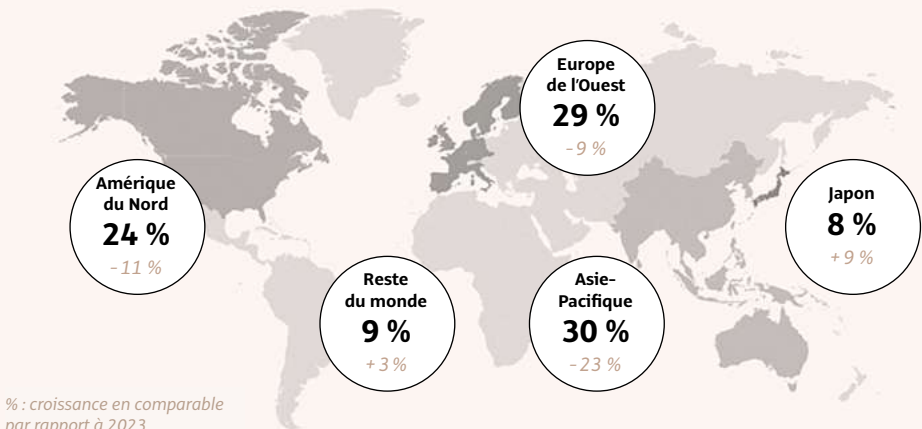 Europe
de l'Ouest
29 %
-9 %
Amérique
du Nord
24 %
-11 %
Japon
8 %
+9 %
Reste
du monde
9 %
+3 %
Asie-
Pacifique
30 %
-23 %
% : croissance en comparable
par rapport à 2023